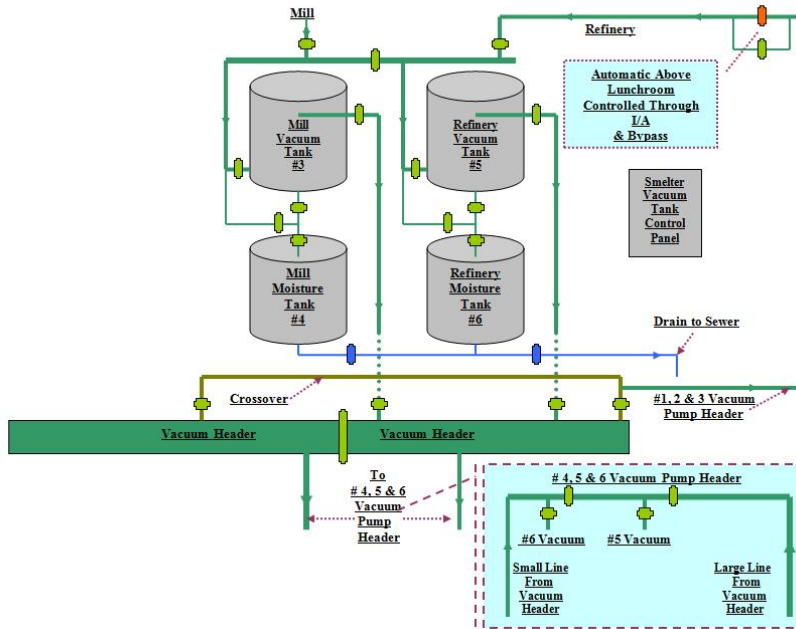 Mill
Refinery
Automatic Above
Lunchroom
Controlled Through
I/A
& Bypass
Mill
Vacuum
Tank
#3
Refinery
Vacuum
Tank
#5
Smelter
Vacuum
Tank
Control
Panel
Mill
Moisture
Tank
#4
Refinery
Moisture
Tank
#6
Drain to Sewer
Crossover
#1, 2 & 3 Vacuum
Pump Header
Vacuum Header
Vacuum Header
To
# 4, 5 & 6
Vacuum
Pump
Header
# 4, 5 & 6 Vacuum Pump Header
#6 Vacuum
#5 Vacuum
Small Line
From
Vacuum
Header
Large Line
From
Vacuum
Header